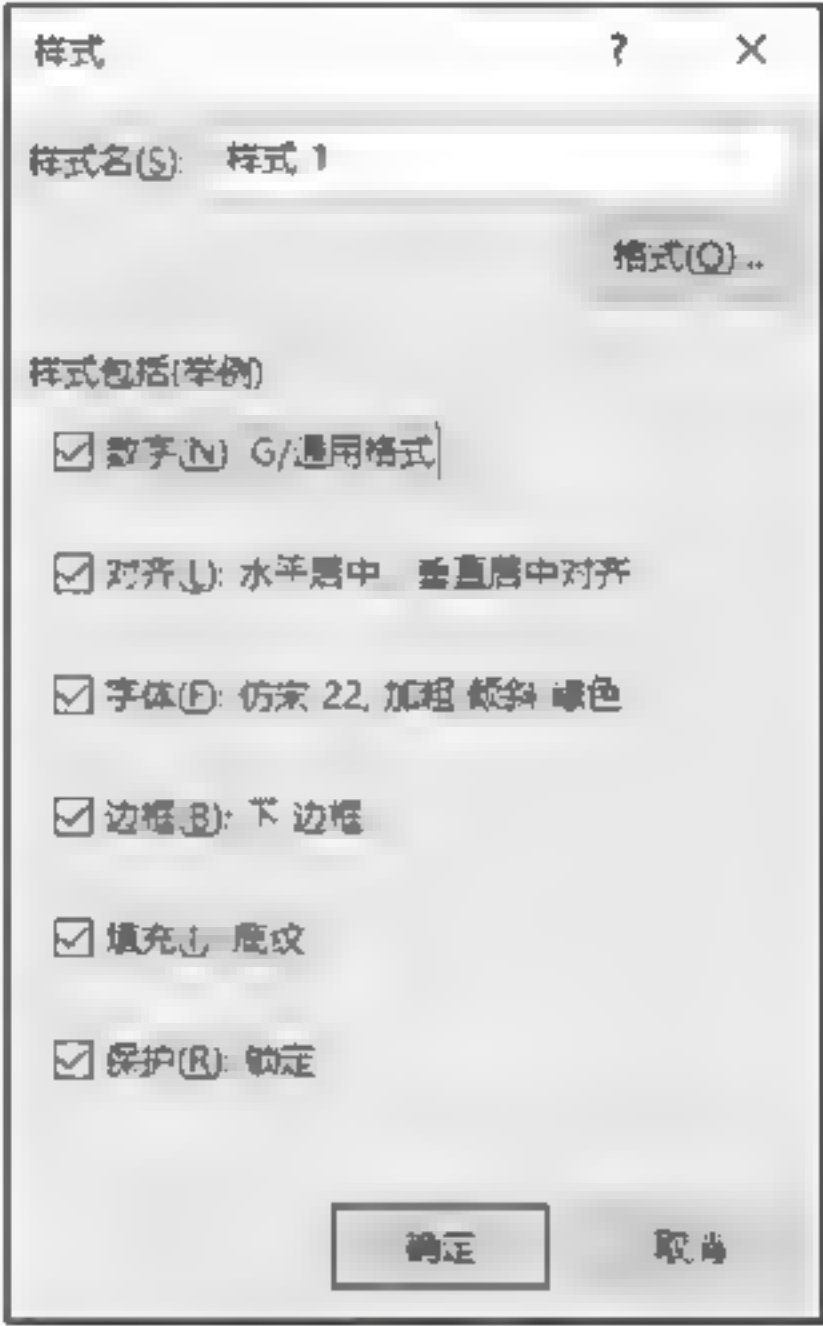 样式
样式名(S): 样式 1
格式(O)...
样式包括(举例)
数字(N) G/通用格式
对齐(L): 水平居中, 垂直居中对齐
字体(F): 仿宋 22, 加粗 倾斜 绿色
边框(B): 下 边框
填充(I) 底纹
保护(R): 锁定
确定
取消